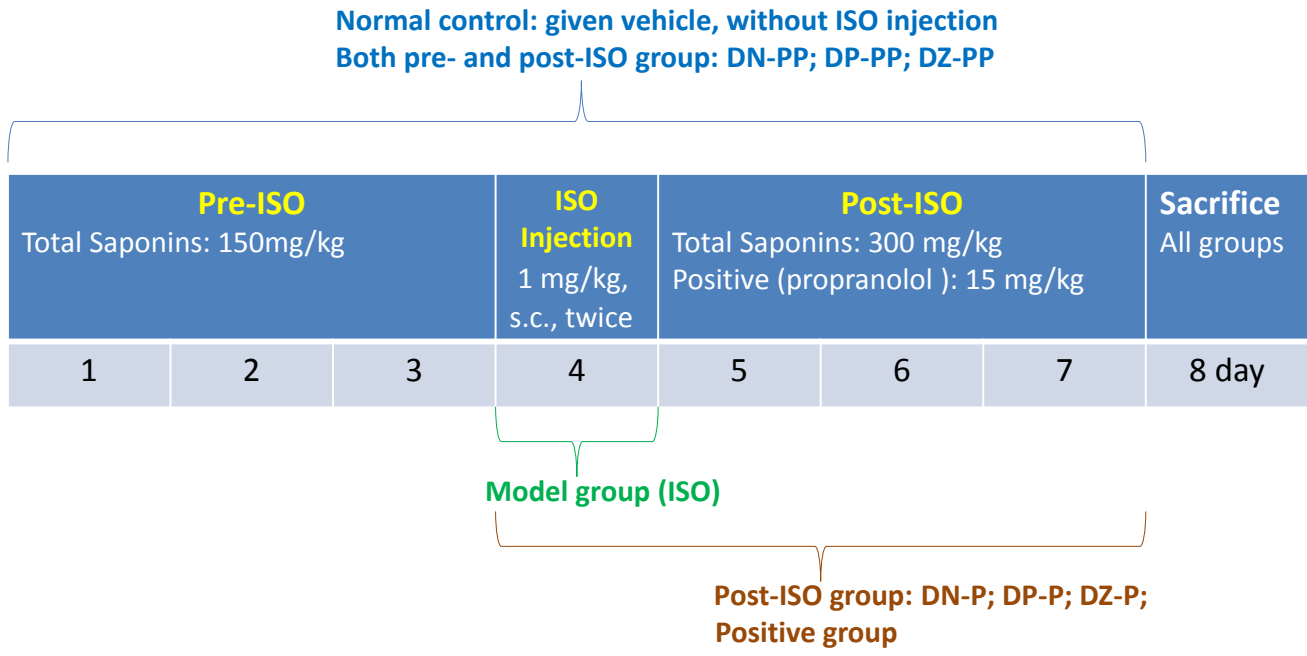 Normal control: given vehicle, without ISO injection
Both pre- and post-ISO group: DN-PP; DP-PP; DZ-PP
Pre-ISO
Total Saponins: 150mg/kg
ISO
Injection
1 mg/kg,
s.c., twice
Post-ISO
Total Saponins: 300 mg/kg
Positive (propranolol ): 15 mg/kg
Sacrifice
All groups
1 2 3 4 5 6 7 8 day
Model group (ISO)
Post-ISO group: DN-P; DP-P; DZ-P;
Positive group